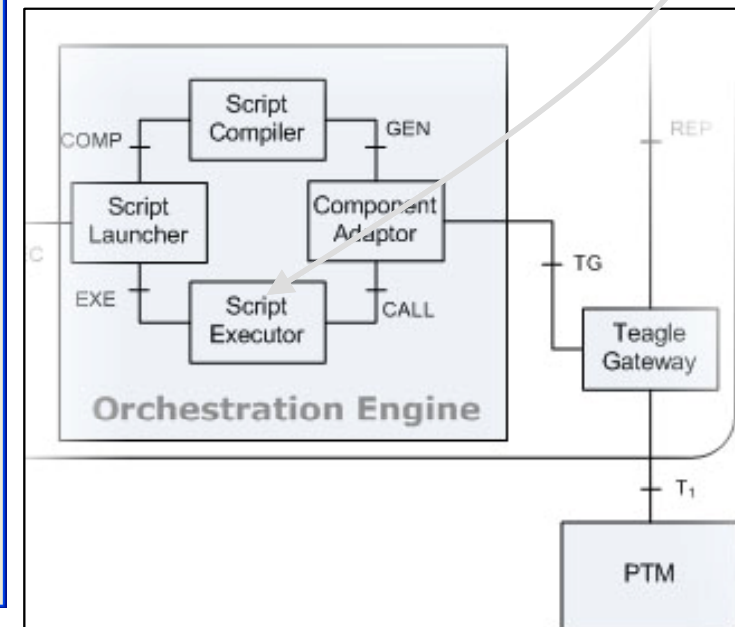 Script
Compiler
COMP
GEN
REP
Script
Launcher
Component
Adaptor
C
TG
EXE
Script
Executor
CALL
Teagle
Gateway
Orchestration Engine
T₁
PTM